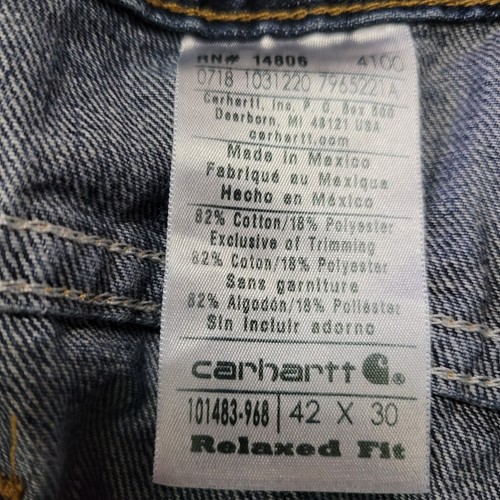 RN# 14806 4100
0718 1031220 7965221A
Carhartt, Inc. P. O. Box 600
Dearborn, MI 48121 USA
carhartt.com
Made in Mexico
Fabriqué au Mexique
Hecho en México
82% Cotton/18% Polyester
Exclusive of Trimming
82% Coton/18% Polyester
Sans garniture
82% Algodón/18% Poliéster
Sin incluir adorno
carhartt ®
101483-968 | 42 X 30
Relaxed Fit